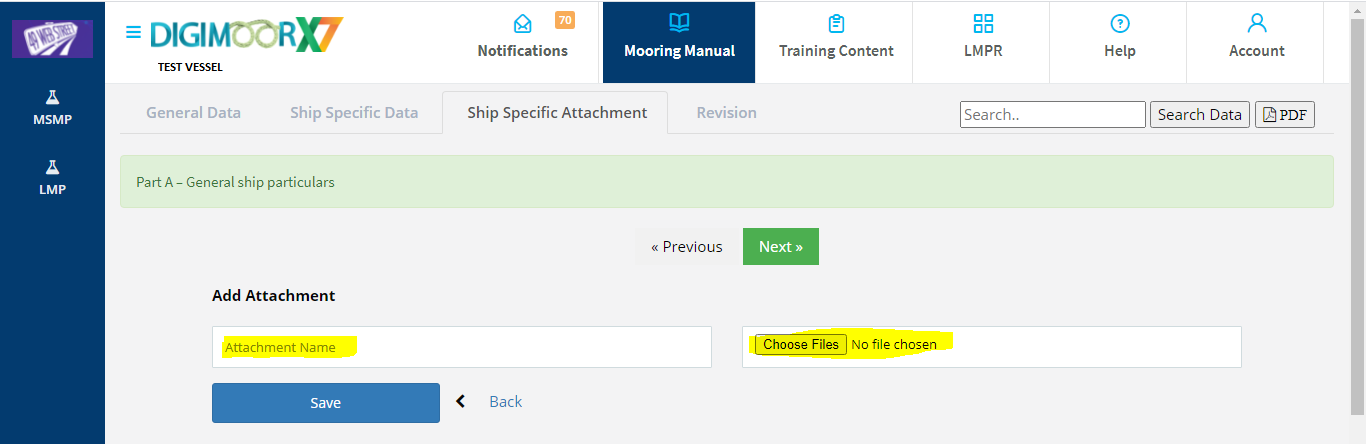 49 WEB STREET
MSMP
LMP
DIGIMOORX7
TEST VESSEL
70
Notifications
Mooring Manual
Training Content
LMPR
Help
Account
General Data
Ship Specific Data
Ship Specific Attachment
Revision
Search..
Search Data
PDF
Part A – General ship particulars
« Previous
Next »
Add Attachment
Attachment Name
Choose Files No file chosen
Save
Back